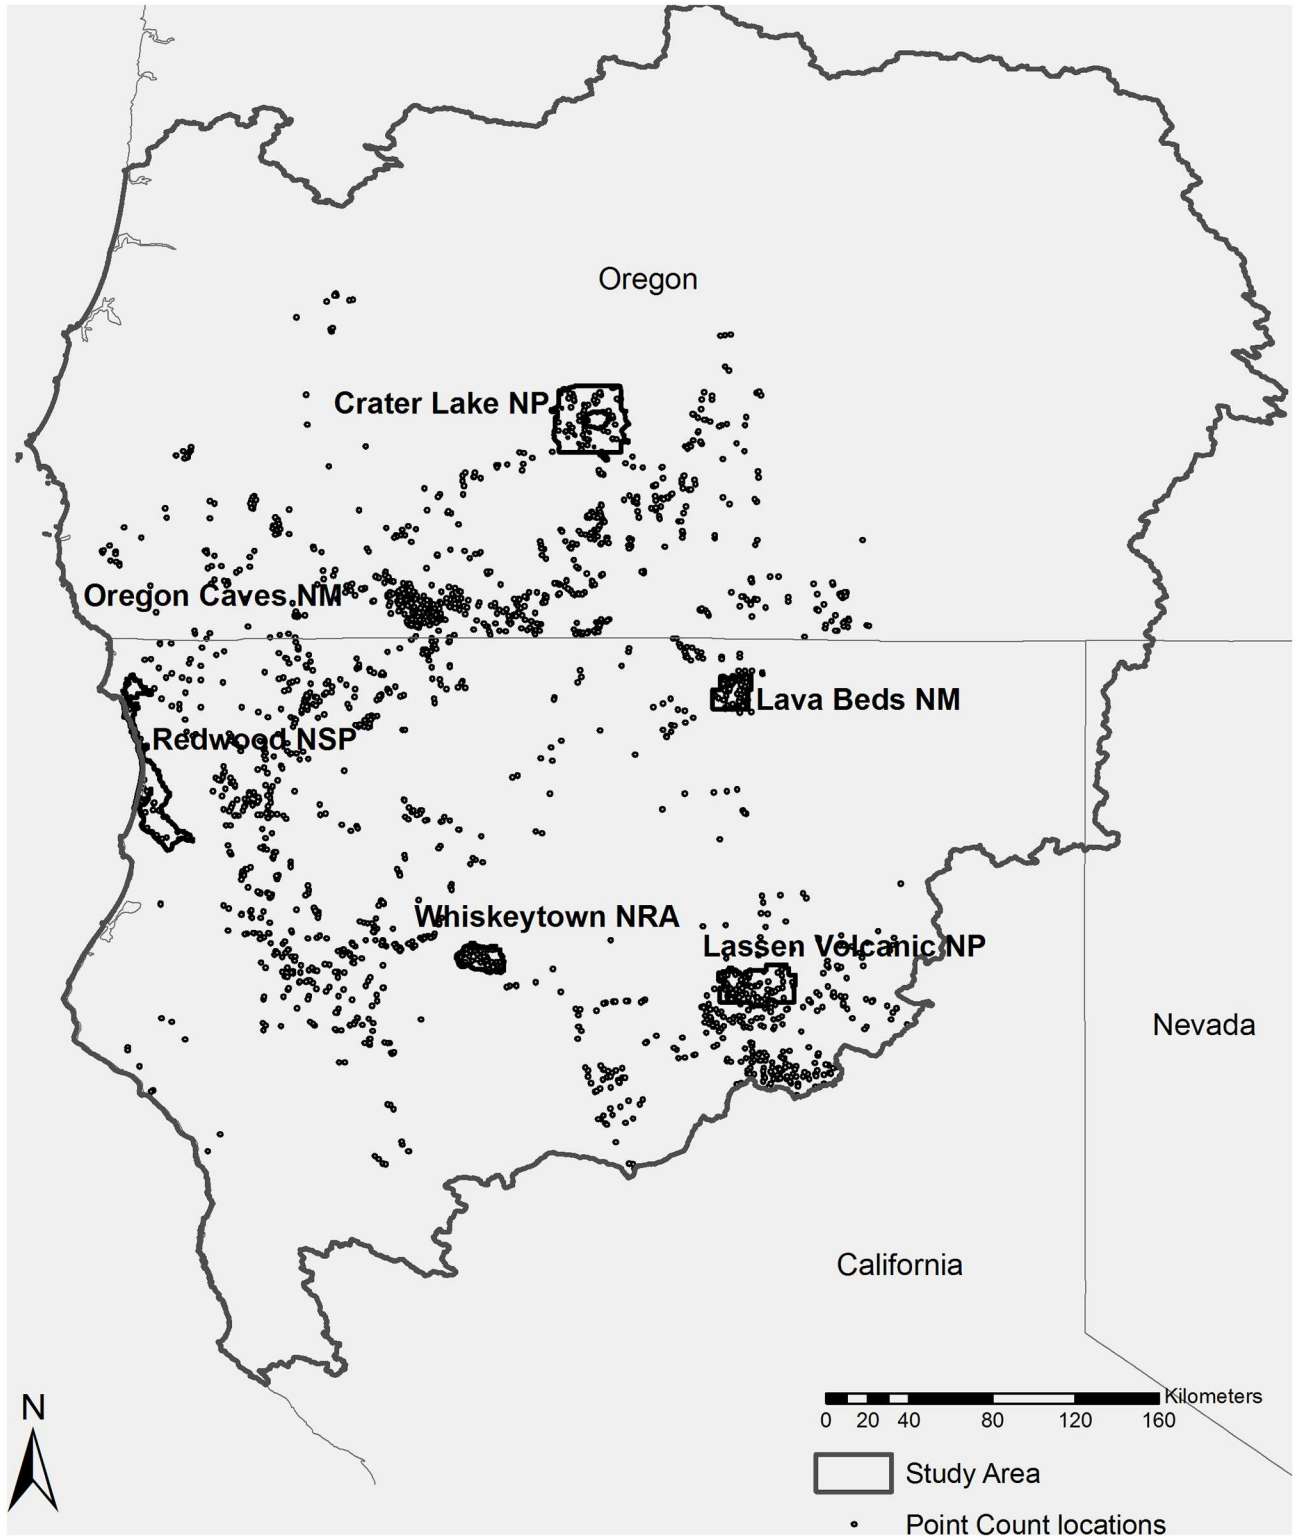 Oregon
Crater Lake NP
Oregon Caves NM
Lava Beds NM
Redwood NSP
Whiskeytown NRA
Lassen Volcanic NP
Nevada
California
N
Kilometers
0 20 40 80 120 160
Study Area
Point Count locations